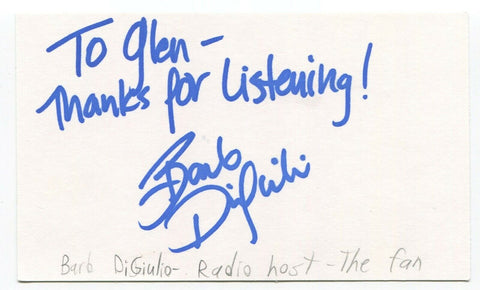 To Glen -
Thanks for Listening!
Barb
DiGiulio
Barb DiGiulio - Radio host - The fan